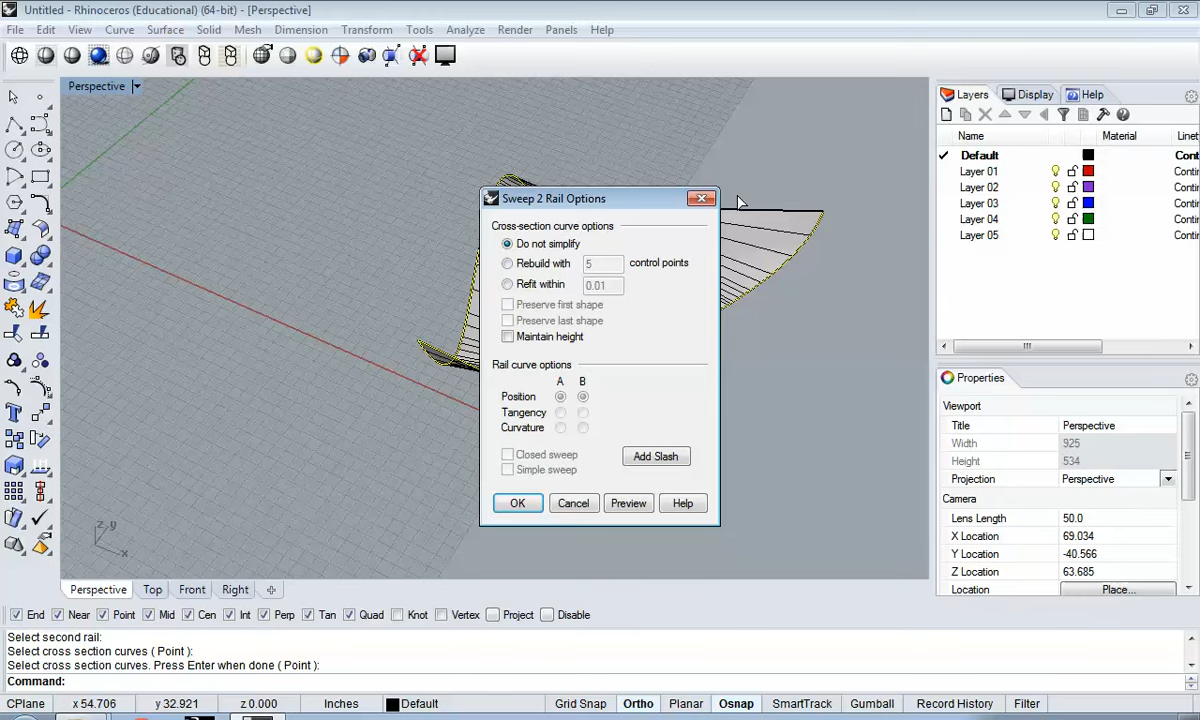 Untitled - Rhinoceros (Educational) (64-bit) - [Perspective]
File Edit View Curve Surface Solid Mesh Dimension Transform Tools Analyze Render Panels Help
Perspective
Layers Display Help
Name Material Linet
Default Conti
Layer 01 Contin
Layer 02 Contin
Layer 03 Contin
Layer 04 Contin
Layer 05 Contin
Sweep 2 Rail Options
Cross-section curve options
Do not simplify
Rebuild with 5 control points
Refit within 0.01
Preserve first shape
Preserve last shape
Maintain height
Rail curve options
A B
Position
Tangency
Curvature
Closed sweep
Simple sweep
Add Slash
OK Cancel Preview Help
Properties
Viewport
Title Perspective
Width 925
Height 534
Projection Perspective
Camera
Lens Length 50.0
X Location 69.034
Y Location -40.566
Z Location 63.685
Location Place...
z y
x
Perspective Top Front Right
End Near Point Mid Cen Int Perp Tan Quad Knot Vertex Project Disable
Select second rail:
Select cross section curves ( Point ):
Select cross section curves. Press Enter when done ( Point ):
Command:
CPlane x 54.706 y 32.921 z 0.000 Inches Default Grid Snap Ortho Planar Osnap SmartTrack Gumball Record History Filter